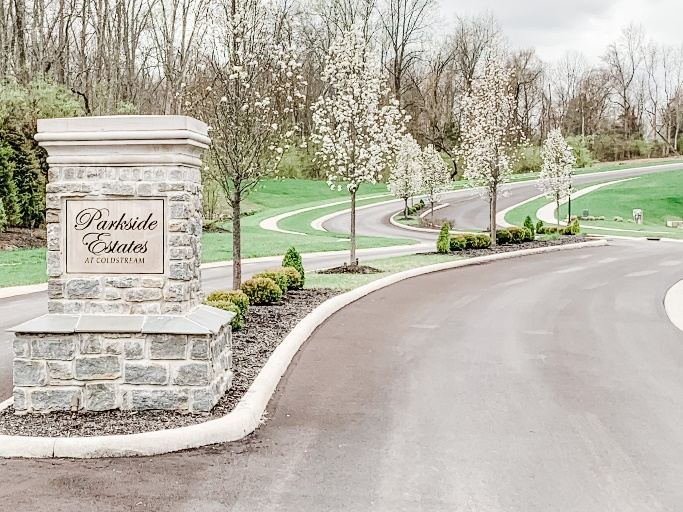 Parkside
Estates
AT COLDSTREAM